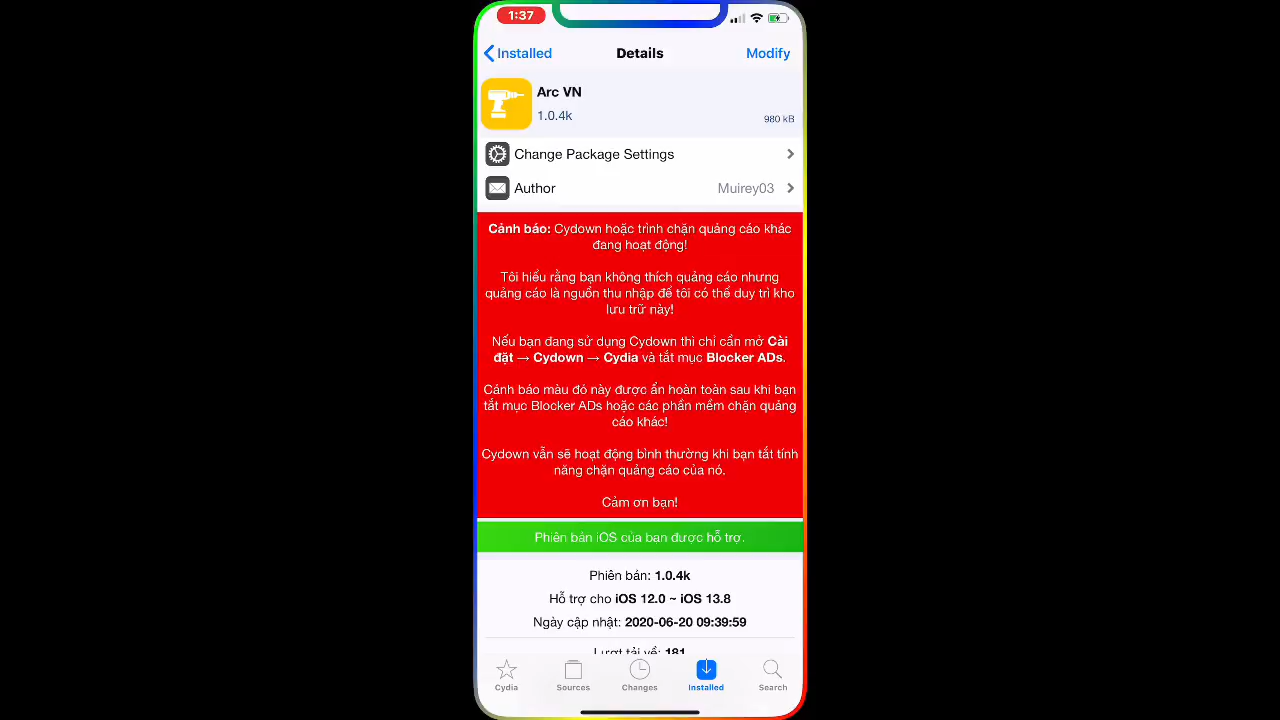 1:37
Installed
Details
Modify
Arc VN
1.0.4k
980 kB
Change Package Settings
Author
Muirey03
Cảnh báo: Cydown hoặc trình chặn quảng cáo khác
đang hoạt động!
Tôi hiểu rằng bạn không thích quảng cáo nhưng
quảng cáo là nguồn thu nhập để tôi có thể duy trì kho
lưu trữ này!
Nếu bạn đang sử dụng Cydown thì chỉ cần mở Cài
đặt → Cydown → Cydia và tắt mục Blocker ADs.
Cảnh báo màu đỏ này được ẩn hoàn toàn sau khi bạn
tắt mục Blocker ADs hoặc các phần mềm chặn quảng
cáo khác!
Cydown vẫn sẽ hoạt động bình thường khi bạn tắt tính
năng chặn quảng cáo của nó.
Cảm ơn bạn!
Phiên bản iOS của bạn được hỗ trợ.
Phiên bản: 1.0.4k
Hỗ trợ cho iOS 12.0 ~ iOS 13.8
Ngày cập nhật: 2020-06-20 09:39:59
Lượt tải về: 181
Cydia
Sources
Changes
Installed
Search